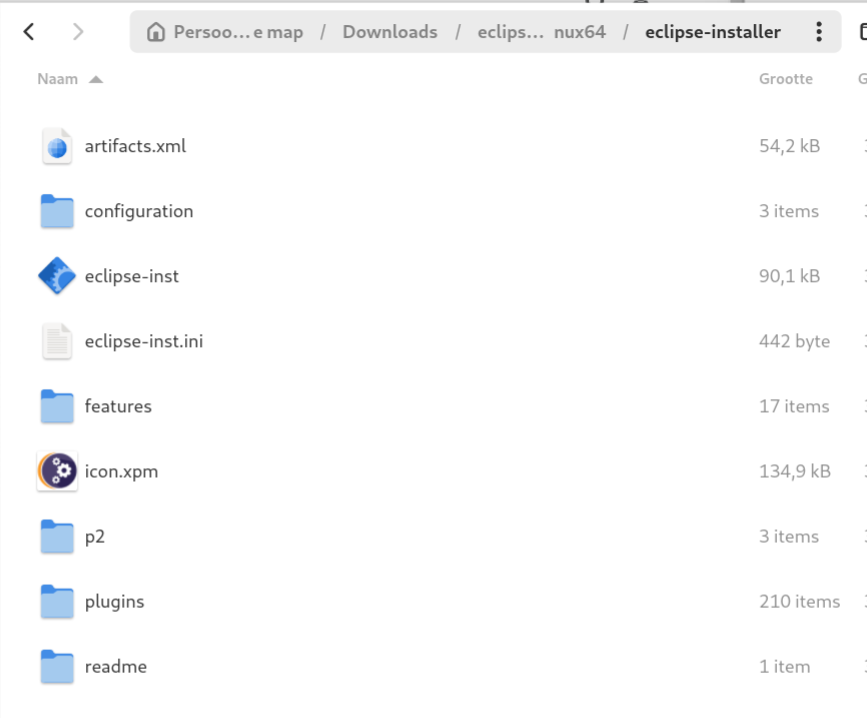 Persoo... e map / Downloads / eclips... nux64 / eclipse-installer
Naam Grootte G
artifacts.xml 54,2 kB
configuration 3 items
eclipse-inst 90,1 kB
eclipse-inst.ini 442 byte
features 17 items
icon.xpm 134,9 kB
p2 3 items
plugins 210 items
readme 1 item